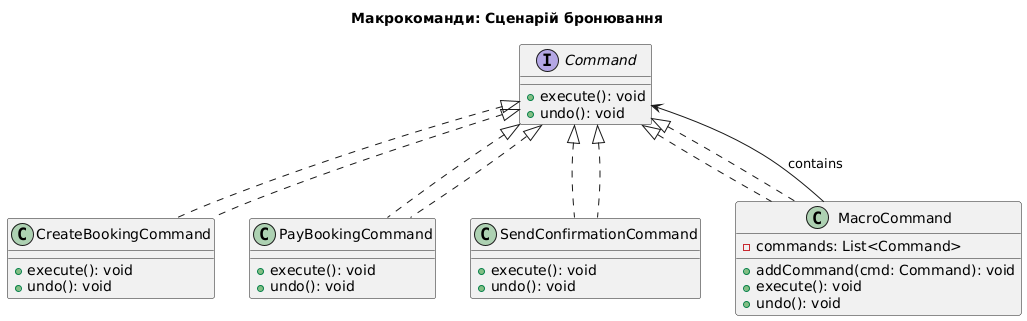 Макрокоманди: Сценарій бронювання
I Command
execute(): void
undo(): void
contains
C CreateBookingCommand
execute(): void
undo(): void
C PayBookingCommand
execute(): void
undo(): void
C SendConfirmationCommand
execute(): void
undo(): void
C MacroCommand
commands: List<Command>
addCommand(cmd: Command): void
execute(): void
undo(): void